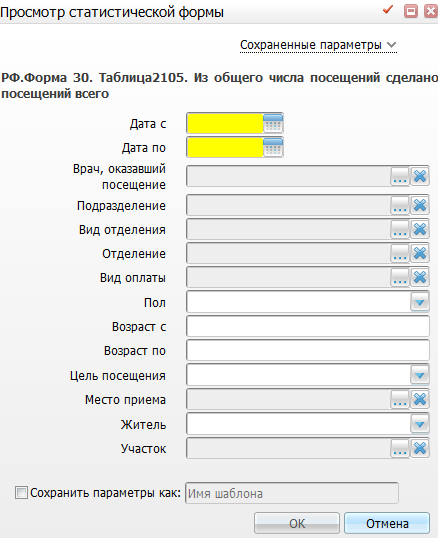 Просмотр статистической формы
Сохраненные параметры
РФ.Форма 30. Таблица2105. Из общего числа посещений сделано
посещений всего
Дата с
Дата по
Врач, оказавший
посещение
Подразделение
Вид отделения
Отделение
Вид оплаты
Пол
Возраст с
Возраст по
Цель посещения
Место приема
Житель
Участок
Сохранить параметры как: Имя шаблона
ОК Отмена